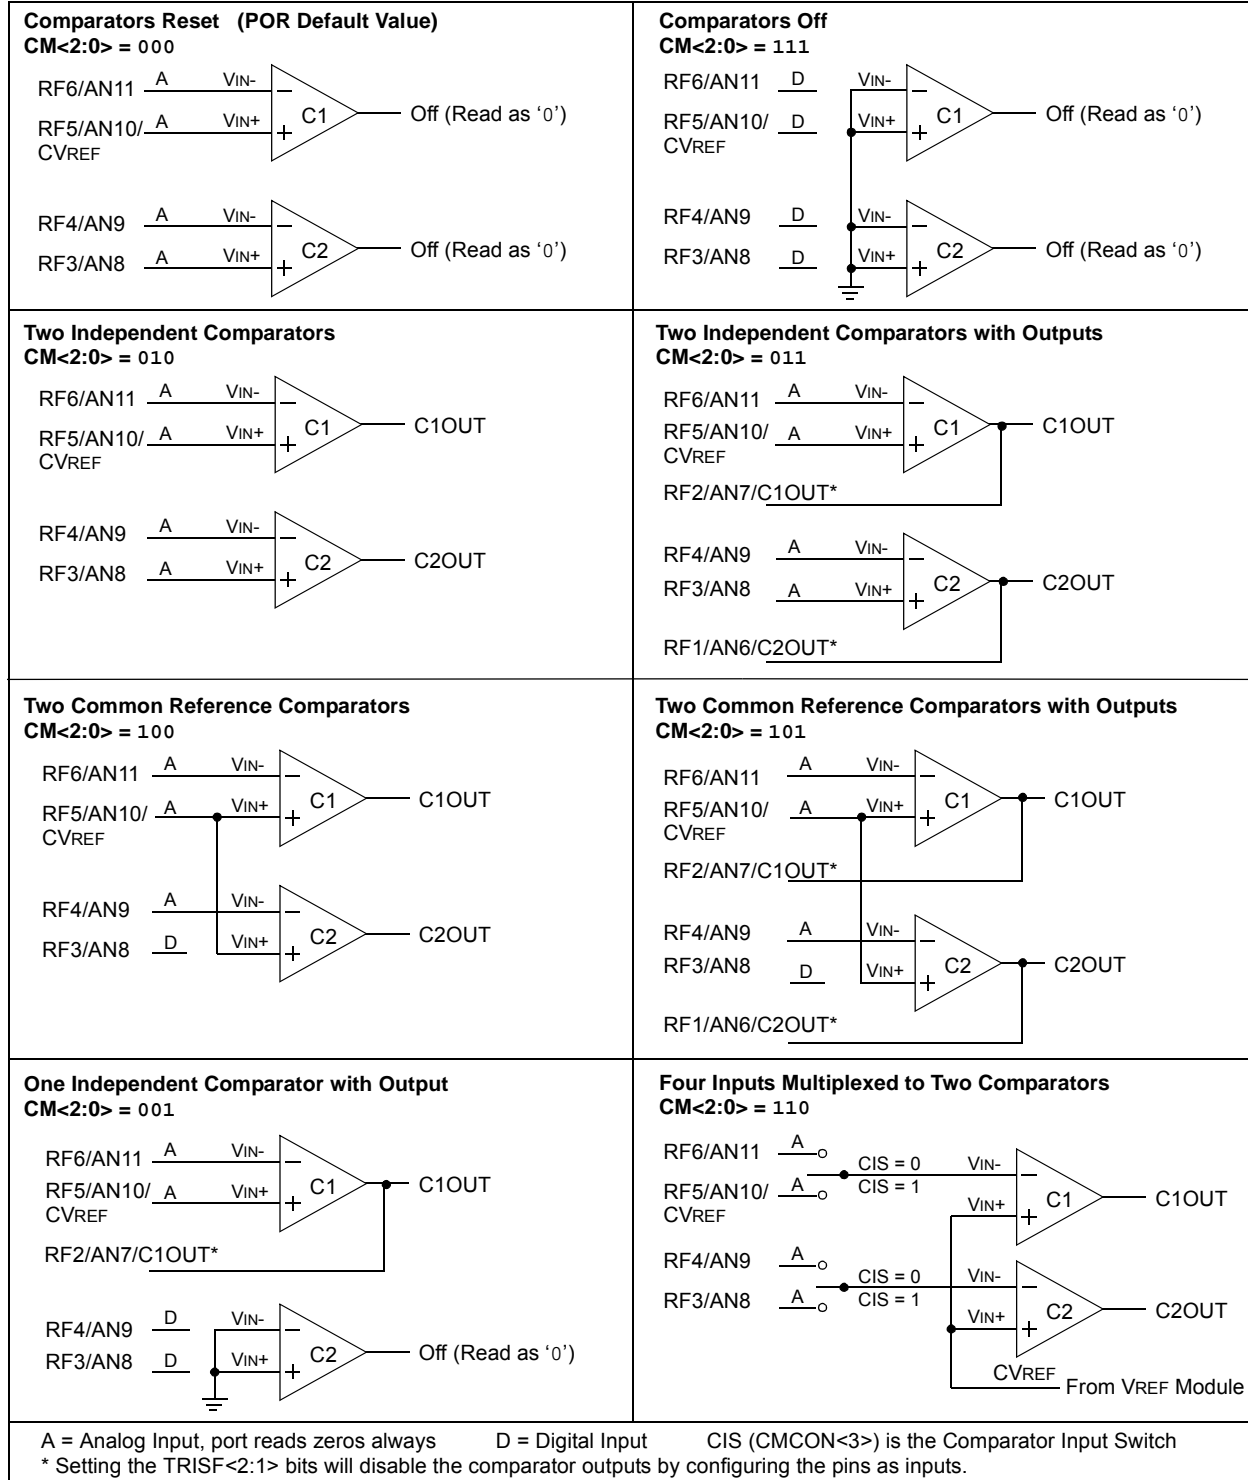 Comparators Reset (POR Default Value)
CM<2:0> = 000
RF6/AN11 A VIN-
RF5/AN10/ A VIN+
CVREF
C1
Off (Read as ‘0’)
RF4/AN9 A VIN-
RF3/AN8 A VIN+
C2
Off (Read as ‘0’)
Comparators Off
CM<2:0> = 111
RF6/AN11 D VIN-
RF5/AN10/ D VIN+
CVREF
C1
Off (Read as ‘0’)
RF4/AN9 D VIN-
RF3/AN8 D VIN+
C2
Off (Read as ‘0’)
Two Independent Comparators
CM<2:0> = 010
RF6/AN11 A VIN-
RF5/AN10/ A VIN+
CVREF
C1
C1OUT
RF4/AN9 A VIN-
RF3/AN8 A VIN+
C2
C2OUT
Two Independent Comparators with Outputs
CM<2:0> = 011
RF6/AN11 A VIN-
RF5/AN10/ A VIN+
CVREF
C1
C1OUT
RF2/AN7/C1OUT*
RF4/AN9 A VIN-
RF3/AN8 A VIN+
C2
C2OUT
RF1/AN6/C2OUT*
Two Common Reference Comparators
CM<2:0> = 100
RF6/AN11 A VIN-
RF5/AN10/ A VIN+
CVREF
C1
C1OUT
RF4/AN9 A VIN-
RF3/AN8 D VIN+
C2
C2OUT
Two Common Reference Comparators with Outputs
CM<2:0> = 101
RF6/AN11 A VIN-
RF5/AN10/ A VIN+
CVREF
C1
C1OUT
RF2/AN7/C1OUT*
RF4/AN9 A VIN-
RF3/AN8 D VIN+
C2
C2OUT
RF1/AN6/C2OUT*
One Independent Comparator with Output
CM<2:0> = 001
RF6/AN11 A VIN-
RF5/AN10/ A VIN+
CVREF
C1
C1OUT
RF2/AN7/C1OUT*
RF4/AN9 D VIN-
RF3/AN8 D VIN+
C2
Off (Read as ‘0’)
Four Inputs Multiplexed to Two Comparators
CM<2:0> = 110
RF6/AN11 A
CIS = 0 VIN-
RF5/AN10/ A CIS = 1
CVREF
VIN+
C1
C1OUT
RF4/AN9 A
CIS = 0 VIN-
RF3/AN8 A CIS = 1
VIN+
C2
C2OUT
CVREF
From VREF Module
A = Analog Input, port reads zeros always D = Digital Input CIS (CMCON<3>) is the Comparator Input Switch
* Setting the TRISF<2:1> bits will disable the comparator outputs by configuring the pins as inputs.